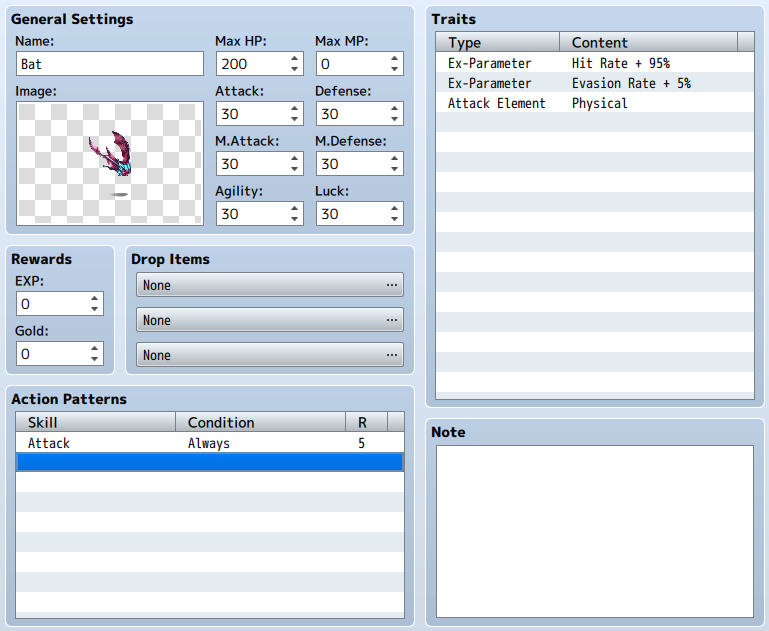 General Settings
Name:
Max HP:
Max MP:
Bat
200
0
Image:
Attack:
Defense:
30
30
M.Attack:
M.Defense:
30
30
Agility:
Luck:
30
30
Rewards
EXP:
0
Gold:
0
Drop Items
None ...
None ...
None ...
Action Patterns
Skill Condition R
Attack Always 5
Traits
Type Content
Ex-Parameter Hit Rate + 95%
Ex-Parameter Evasion Rate + 5%
Attack Element Physical
Note